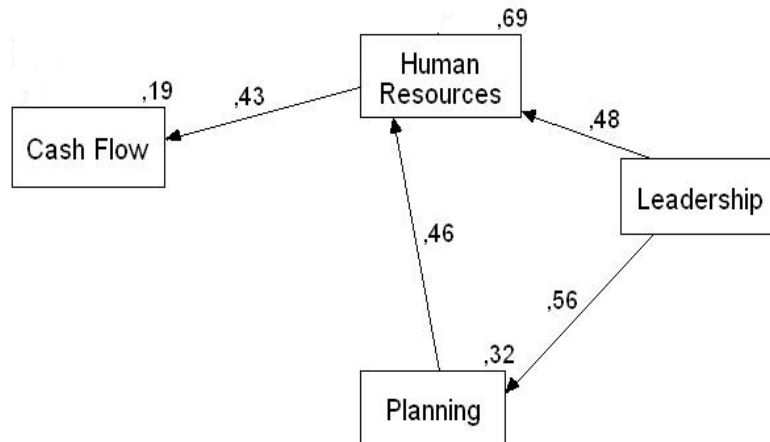 ,69
Human
Resources
,19
,43
Cash Flow
,48
Leadership
,46
,56
,32
Planning